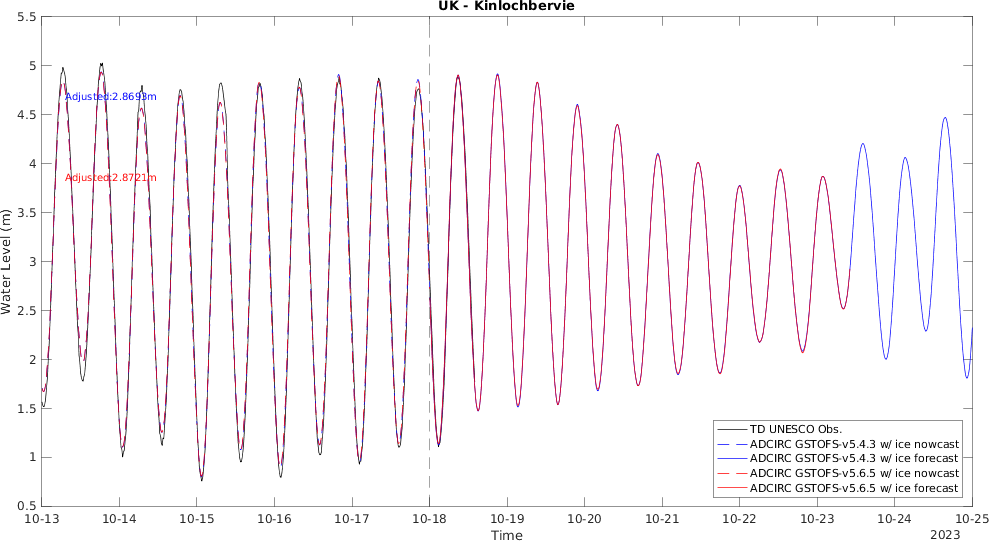 UK - Kinlochbervie
5.5
5
4.5
4
3.5
3
2.5
2
1.5
1
0.5
Water Level (m)
Adjusted:2.8693m
Adjusted:2.8721m
TD UNESCO Obs.
ADCIRC GSTOFS-v5.4.3 w/ ice nowcast
ADCIRC GSTOFS-v5.4.3 w/ ice forecast
ADCIRC GSTOFS-v5.6.5 w/ ice nowcast
ADCIRC GSTOFS-v5.6.5 w/ ice forecast
10-13 10-14 10-15 10-16 10-17 10-18 10-19 10-20 10-21 10-22 10-23 10-24 10-25
Time
2023